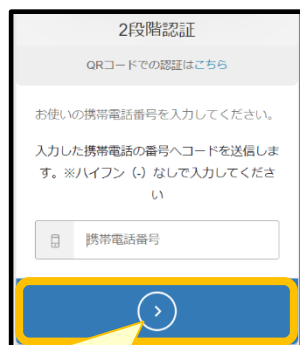 2段階認証
QRコードでの認証はこちら
お使いの携帯電話番号を入力してください。
入力した携帯電話の番号へコードを送信しま
す。※ハイフン（-）なしで入力してくださ
い
携帯電話番号